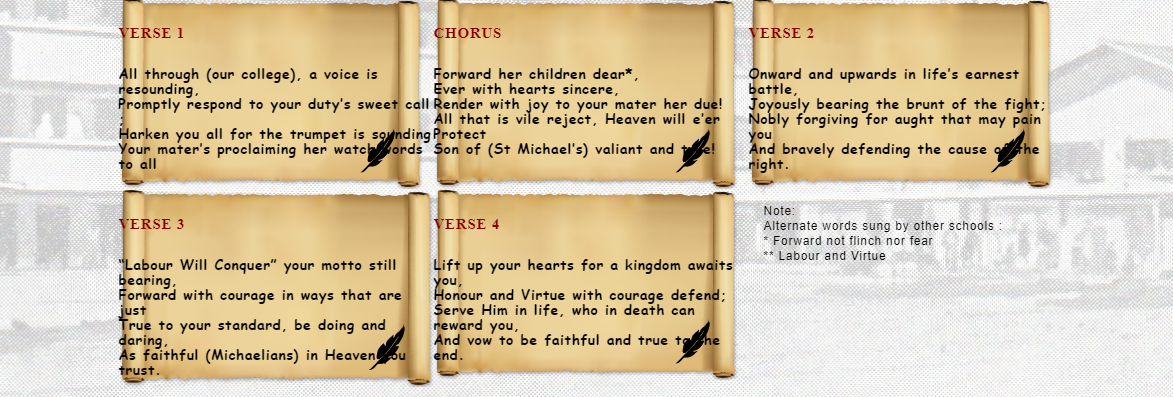 VERSE 1
All through (our college), a voice is
resounding,
Promptly respond to your duty's sweet call
;
Harken you all for the trumpet is sounding
Your mater's proclaiming her watch words
to all
CHORUS
Forward her children dear*,
Ever with hearts sincere,
Render with joy to your mater her due!
All that is vile reject, Heaven will e'er
Protect
Son of (St Michael's) valiant and true!
VERSE 2
Onward and upwards in life's earnest
battle,
Joyously bearing the brunt of the fight;
Nobly forgiving for aught that may pain
you
And bravely defending the cause of the
right.
VERSE 3
"Labour Will Conquer" your motto still
bearing,
Forward with courage in ways that are
just
True to your standard, be doing and
daring,
As faithful (Michaelians) in Heaven you
trust.
VERSE 4
Lift up your hearts for a kingdom awaits
you,
Honour and Virtue with courage defend;
Serve Him in life, who in death can
reward you,
And vow to be faithful and true to the
end.
Note:
Alternate words sung by other schools :
* Forward not flinch nor fear
** Labour and Virtue